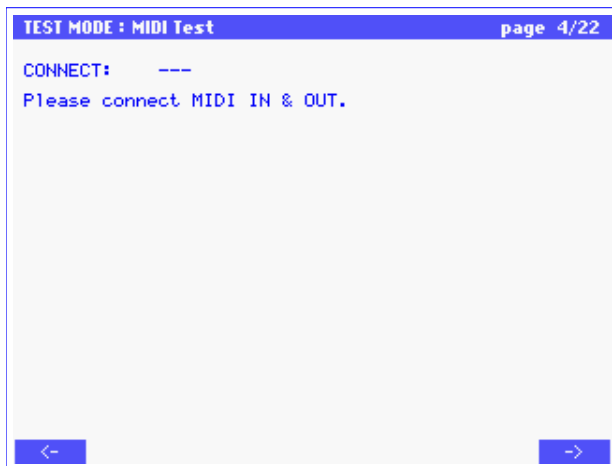 TEST MODE : MIDI Test page 4/22
CONNECT: ---
Please connect MIDI IN & OUT.
<- ->